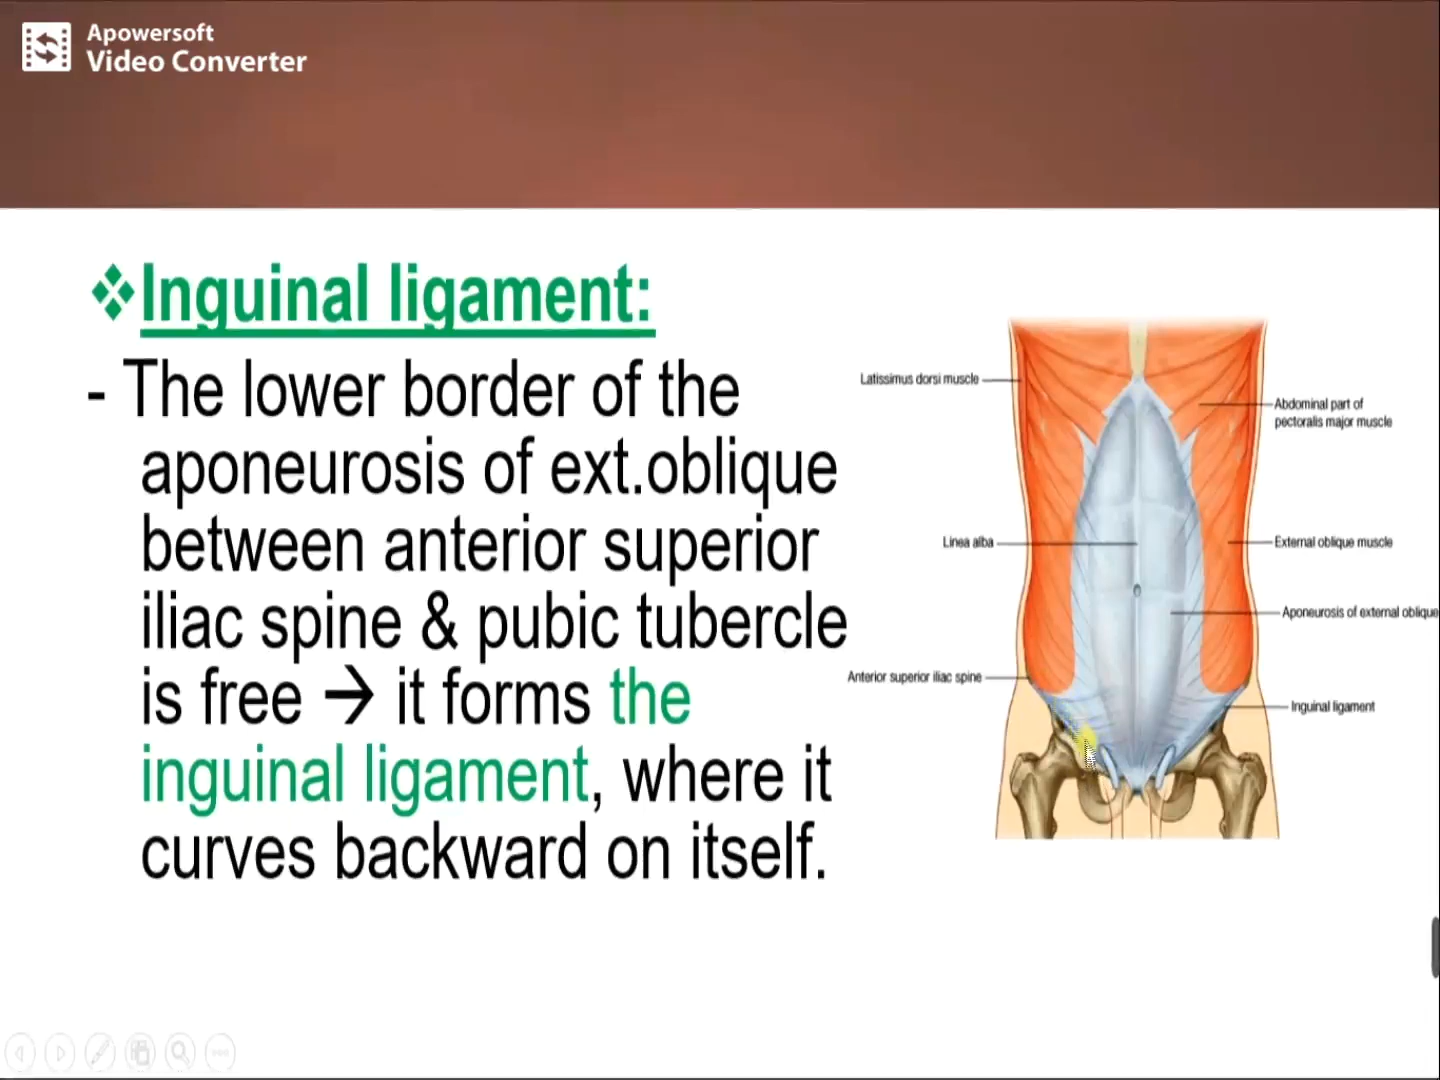 Apowersoft
Video Converter
❖Inguinal ligament:
- The lower border of the
aponeurosis of ext.oblique
between anterior superior
iliac spine & pubic tubercle
is free → it forms the
inguinal ligament, where it
curves backward on itself.
Latissimus dorsi muscle
Abdominal part of
pectoralis major muscle
Linea alba
External oblique muscle
Aponeurosis of external oblique
Anterior superior iliac spine
Inguinal ligament